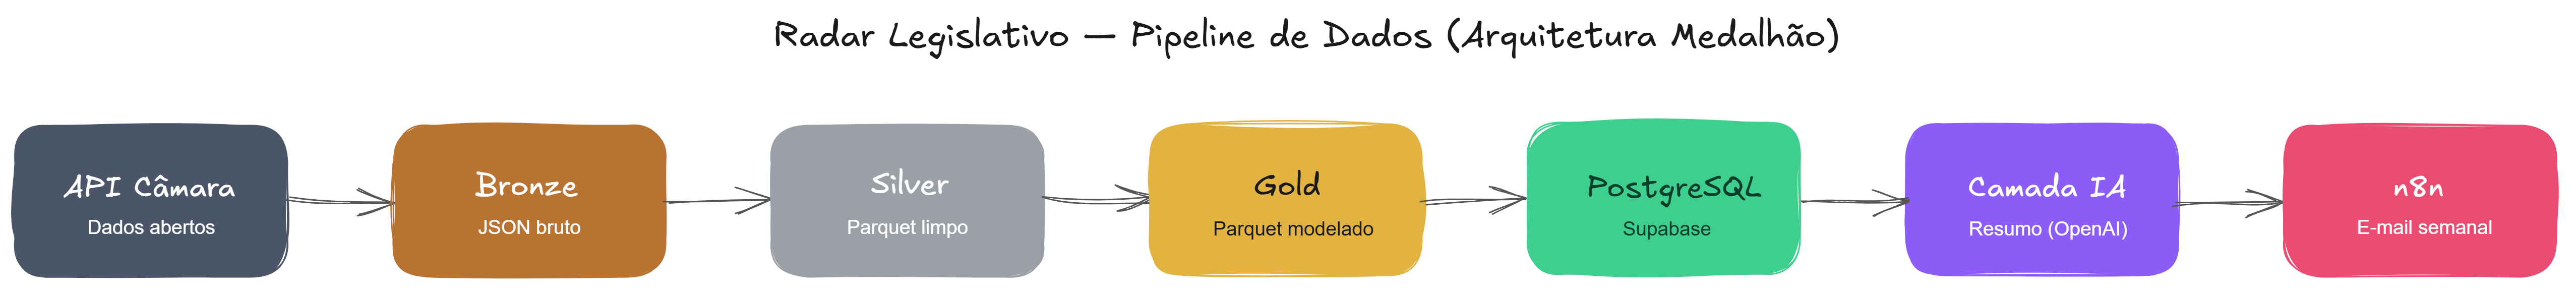 Radar Legislativo — Pipeline de Dados (Arquitetura Medalhão)
API Câmara
Dados abertos
Bronze
JSON bruto
Silver
Parquet limpo
Gold
Parquet modelado
PostgreSQL
Supabase
Camada IA
Resumo (OpenAI)
n8n
E-mail semanal